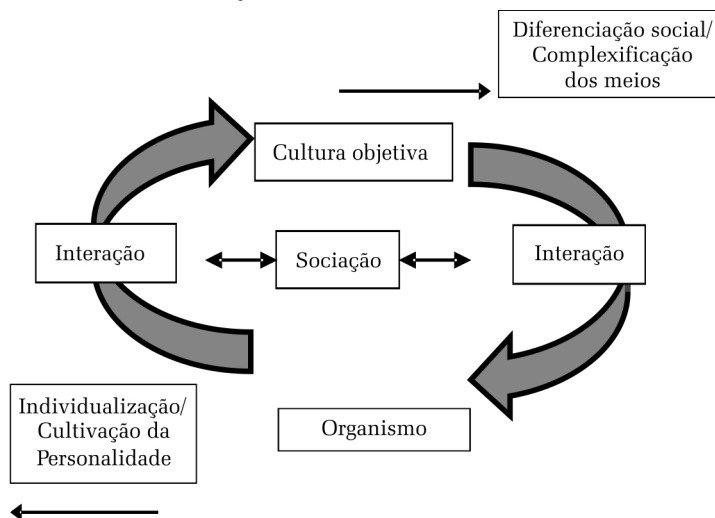 Diferenciação social/
Complexificação
dos meios
Cultura objetiva
Interação
Sociação
Interação
Individualização/
Cultivação da
Personalidade
Organismo